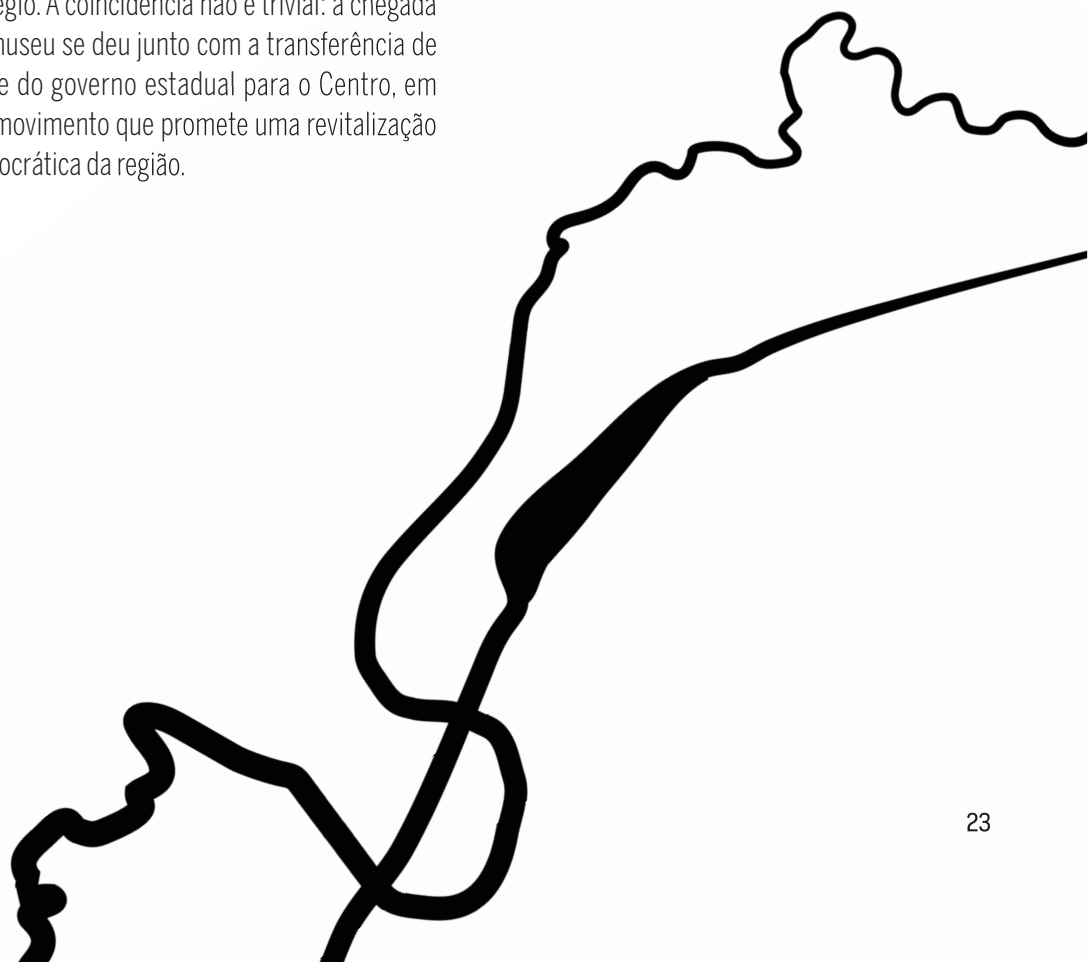 égio. A coincidência não é trivial: a chegada
museu se deu junto com a transferência de
e do governo estadual para o Centro, em
movimento que promete uma revitalização
ocrática da região.
23